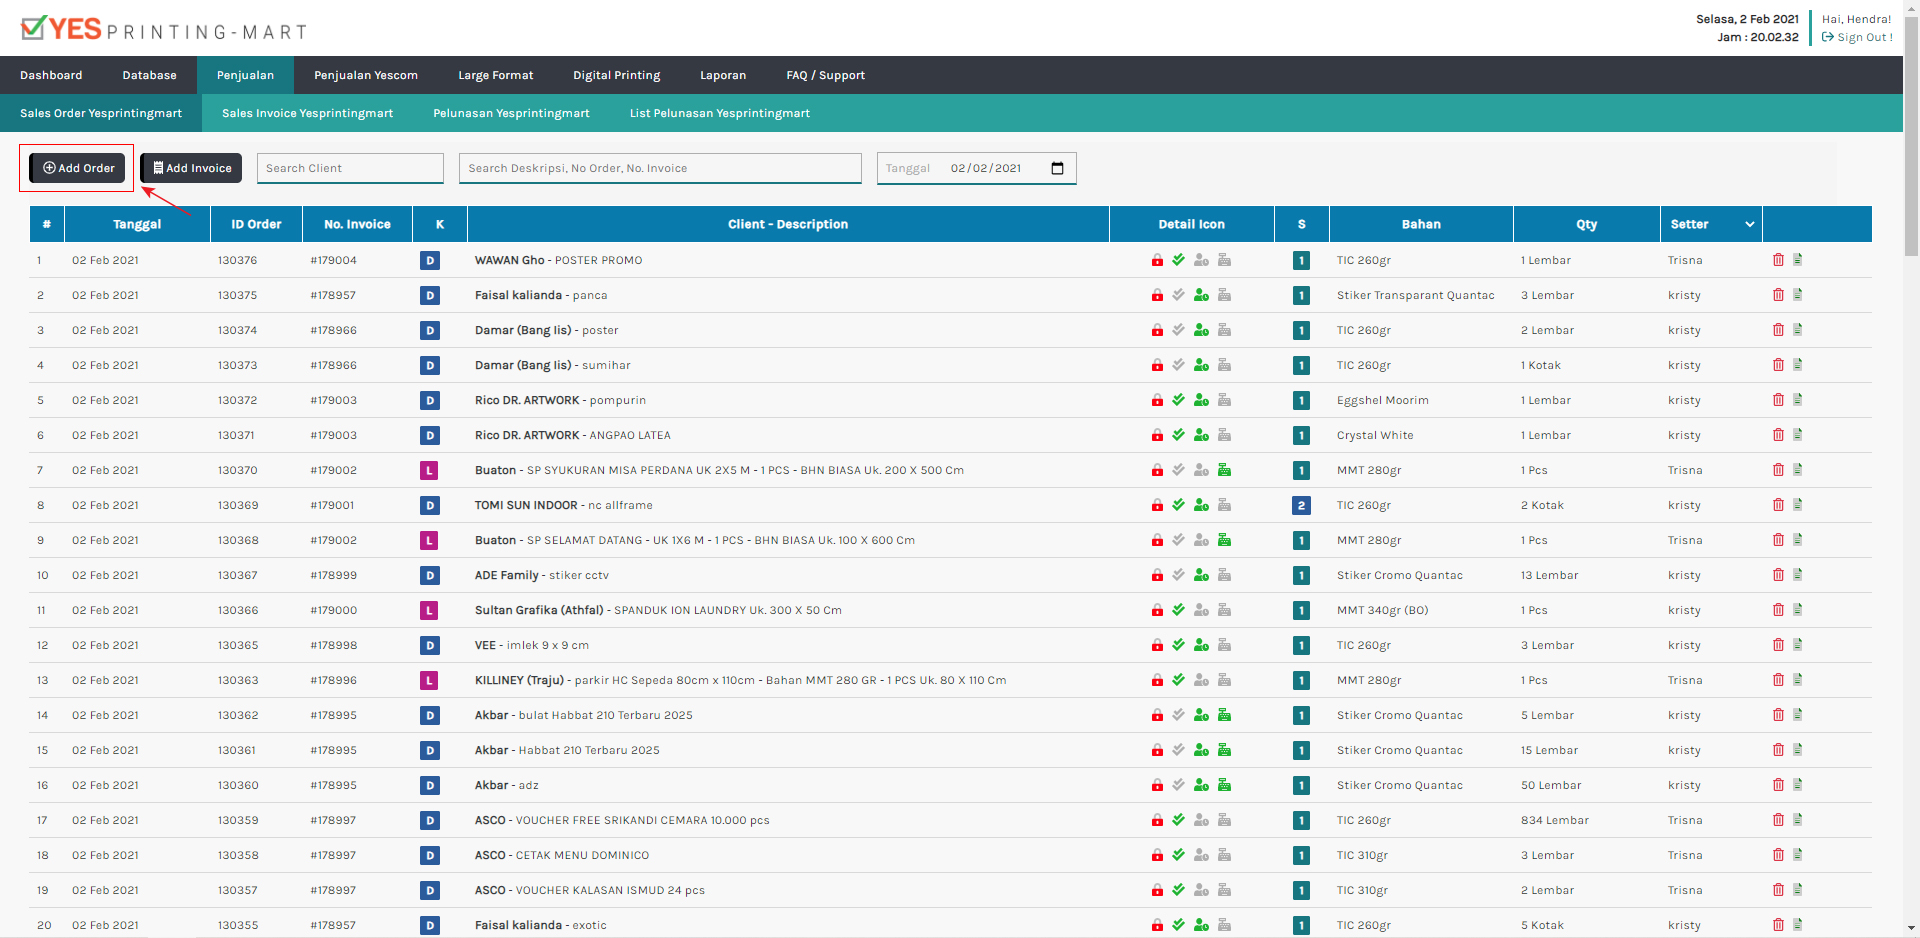 YES PRINTING-MART
Selasa, 2 Feb 2021
Jam : 20.02.32
Hai, Hendra!
Sign Out !
Dashboard Database Penjualan Penjualan Yescom Large Format Digital Printing Laporan FAQ / Support
Sales Order Yesprintingmart Sales Invoice Yesprintingmart Pelunasan Yesprintingmart List Pelunasan Yesprintingmart
Add Order Add Invoice Search Client Search Deskripsi, No Order, No. Invoice Tanggal 02/02/2021
# Tanggal ID Order No. Invoice K Client - Description Detail Icon S Bahan Qty Setter
1 02 Feb 2021 130376 #179004 D WAWAN Gho - POSTER PROMO 1 TIC 260gr 1 Lembar Trisna
2 02 Feb 2021 130375 #178957 D Faisal kalianda - panca 1 Stiker Transparant Quantac 3 Lembar kristy
3 02 Feb 2021 130374 #178966 D Damar (Bang Iis) - poster 1 TIC 260gr 2 Lembar kristy
4 02 Feb 2021 130373 #178966 D Damar (Bang Iis) - sumihar 1 TIC 260gr 1 Kotak kristy
5 02 Feb 2021 130372 #179003 D Rico DR. ARTWORK - pompurin 1 Eggshel Moorim 1 Lembar kristy
6 02 Feb 2021 130371 #179003 D Rico DR. ARTWORK - ANGPAO LATEA 1 Crystal White 1 Lembar kristy
7 02 Feb 2021 130370 #179002 L Buaton - SP SYUKURAN MISA PERDANA UK 2X5 M - 1 PCS - BHN BIASA Uk. 200 X 500 Cm 1 MMT 280gr 1 Pcs Trisna
8 02 Feb 2021 130369 #179001 D TOMI SUN INDOOR - nc allframe 2 TIC 260gr 2 Kotak kristy
9 02 Feb 2021 130368 #179002 L Buaton - SP SELAMAT DATANG - UK 1X6 M - 1 PCS - BHN BIASA Uk. 100 X 600 Cm 1 MMT 280gr 1 Pcs Trisna
10 02 Feb 2021 130367 #178999 D ADE Family - stiker cctv 1 Stiker Cromo Quantac 13 Lembar kristy
11 02 Feb 2021 130366 #179000 L Sultan Grafika (Athfal) - SPANDUK ION LAUNDRY Uk. 300 X 50 Cm 1 MMT 340gr (BO) 1 Pcs kristy
12 02 Feb 2021 130365 #178998 D VEE - imlek 9 x 9 cm 1 TIC 260gr 3 Lembar kristy
13 02 Feb 2021 130363 #178996 L KILLINEY (Traju) - parkir HC Sepeda 80cm x 110cm - Bahan MMT 280 GR - 1 PCS Uk. 80 X 110 Cm 1 MMT 280gr 1 Pcs Trisna
14 02 Feb 2021 130362 #178995 D Akbar - bulat Habbat 210 Terbaru 2025 1 Stiker Cromo Quantac 5 Lembar kristy
15 02 Feb 2021 130361 #178995 D Akbar - Habbat 210 Terbaru 2025 1 Stiker Cromo Quantac 15 Lembar kristy
16 02 Feb 2021 130360 #178995 D Akbar - adz 1 Stiker Cromo Quantac 50 Lembar kristy
17 02 Feb 2021 130359 #178997 D ASCO - VOUCHER FREE SRIKANDI CEMARA 10.000 pcs 1 TIC 260gr 834 Lembar Trisna
18 02 Feb 2021 130358 #178997 D ASCO - CETAK MENU DOMINICO 1 TIC 310gr 3 Lembar Trisna
19 02 Feb 2021 130357 #178997 D ASCO - VOUCHER KALASAN ISMUD 24 pcs 1 TIC 310gr 2 Lembar Trisna
20 02 Feb 2021 130355 #178957 D Faisal kalianda - exotic 1 TIC 260gr 5 Kotak kristy